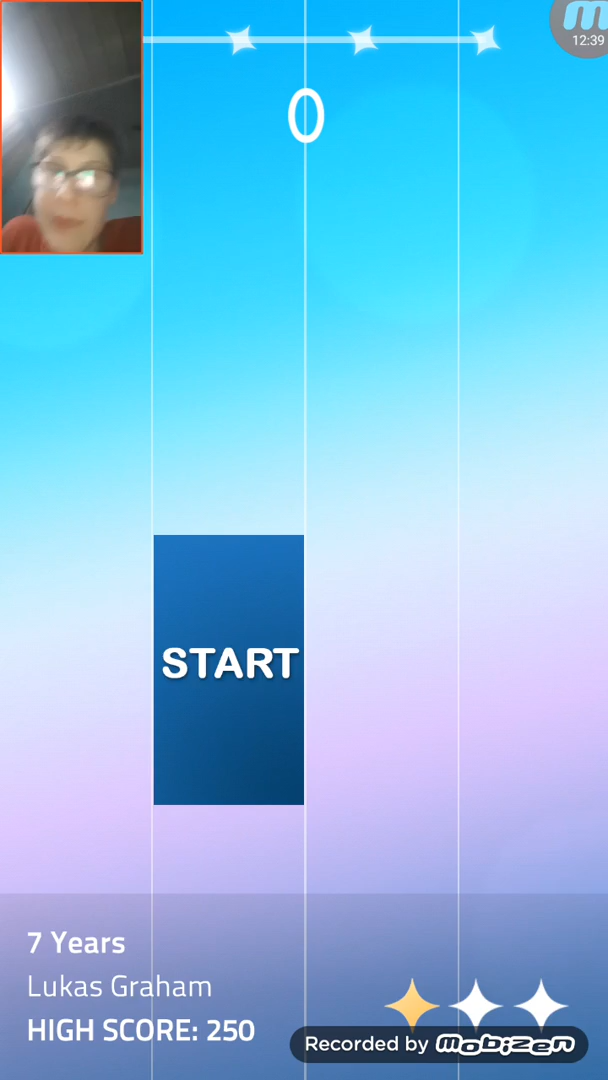 12:39
0
START
7 Years
Lukas Graham
HIGH SCORE: 250
Recorded by mobizen